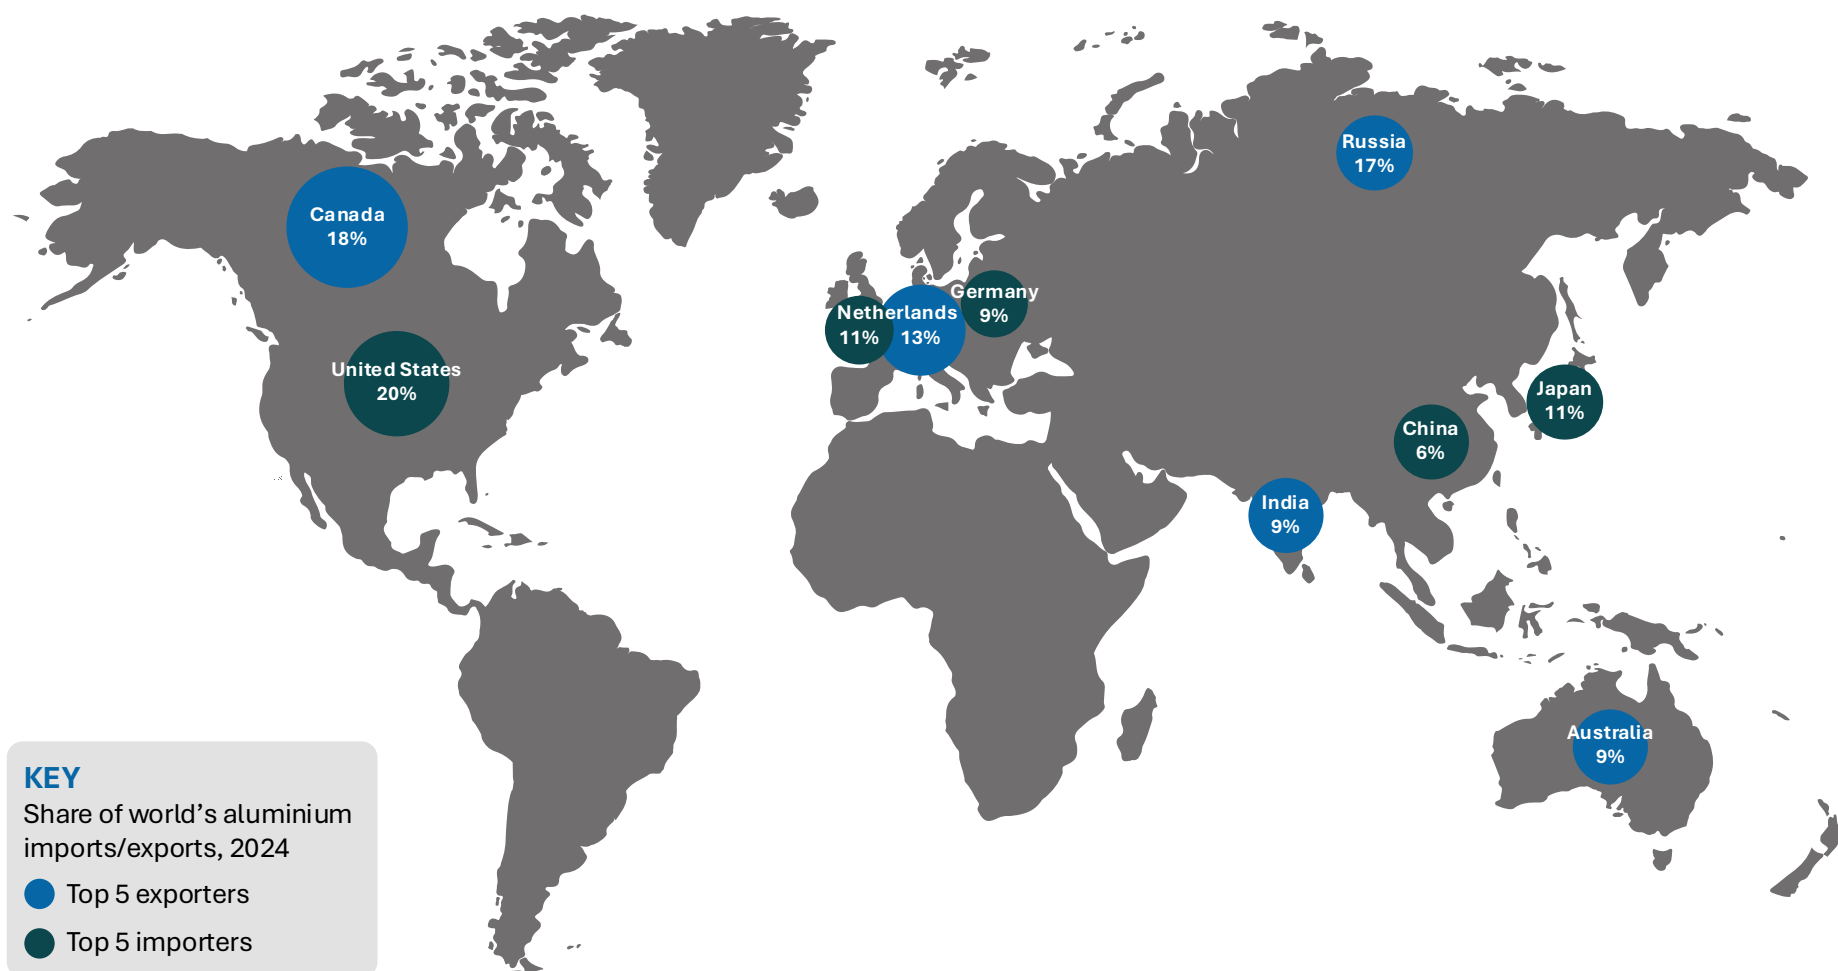 Russia
17%
Canada
18%
Germany
9%
Netherlands
11% 13%
United States
20%
Japan
11%
China
6%
India
9%
Australia
9%
KEY
Share of world’s aluminium
imports/exports, 2024
Top 5 exporters
Top 5 importers